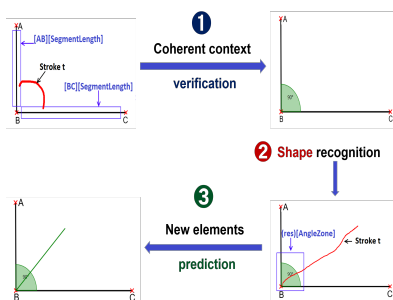 A
[AB][SegmentLength]
Stroke t
[BC][SegmentLength]
B
C
1
Coherent context
verification
A
90°
B
C
2 Shape recognition
A
(res)[AngleZone]
Stroke t
90°
B
C
3
New elements
prediction
A
B
C